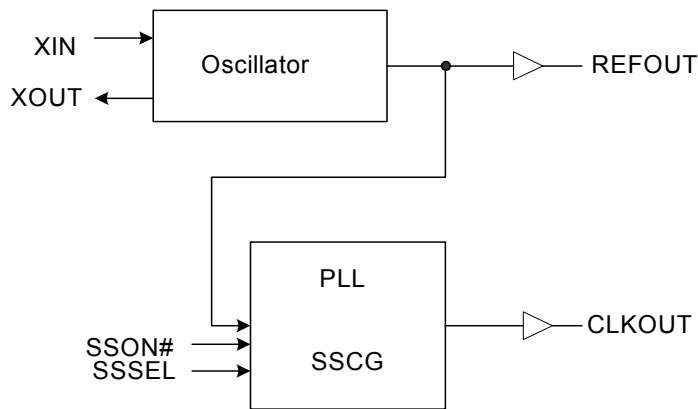 XIN
Oscillator
REFOUT
XOUT
PLL
CLKOUT
SSON#
SSSEL
SSCG